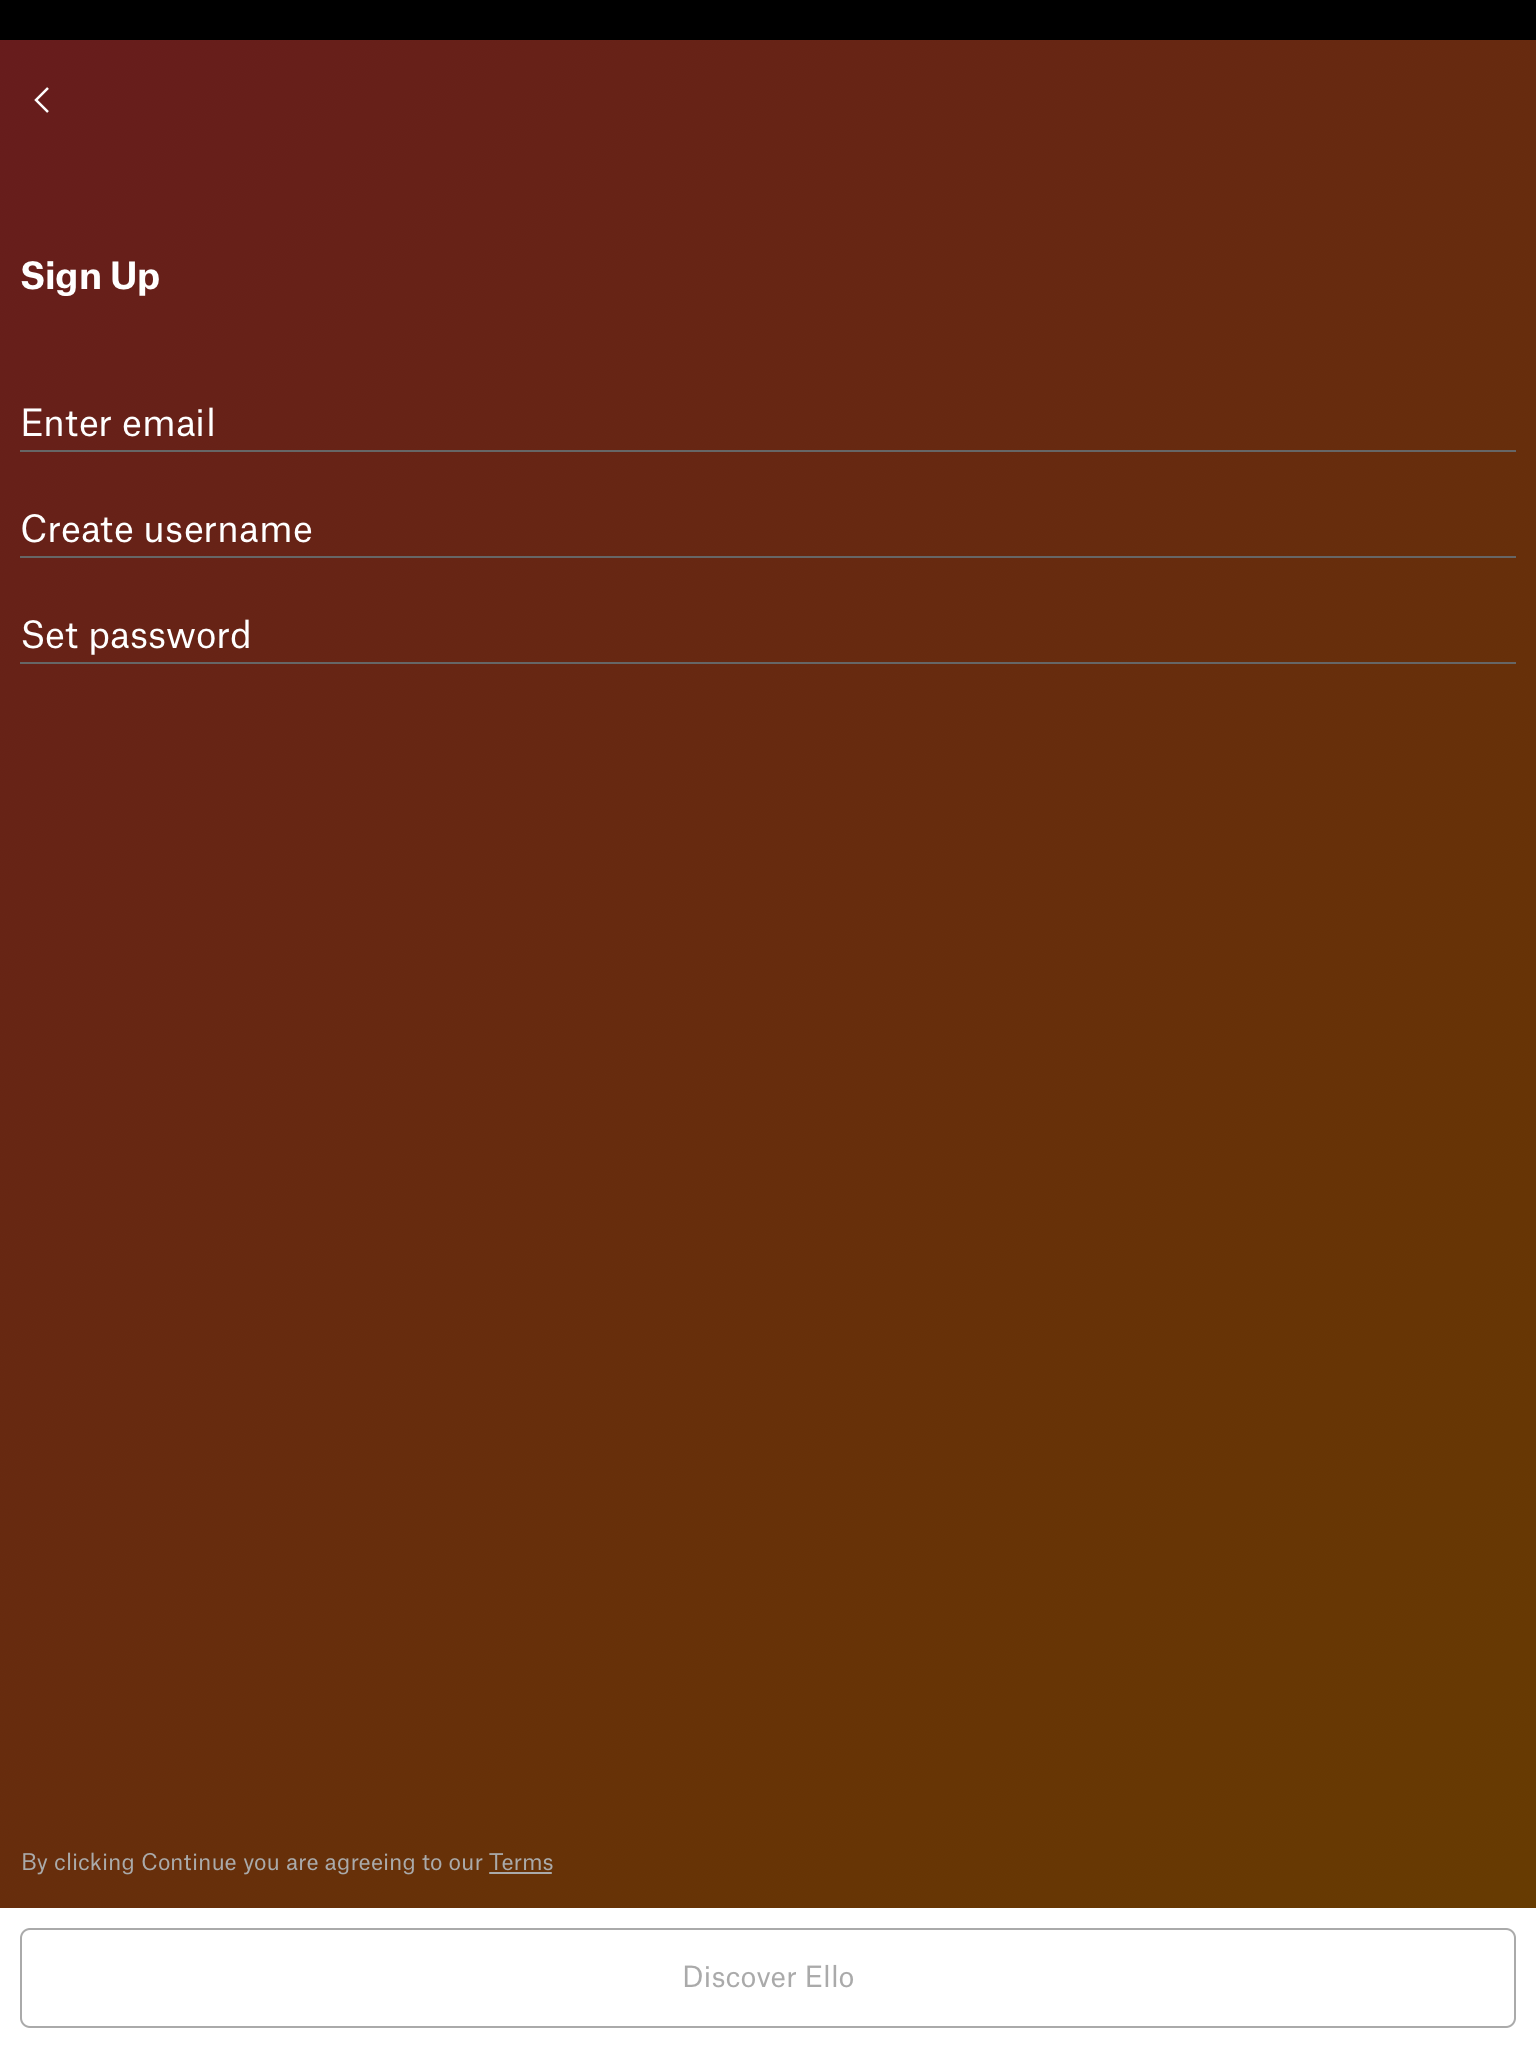 Sign Up
Enter email
Create username
Set password
By clicking Continue you are agreeing to our Terms
Discover Ello